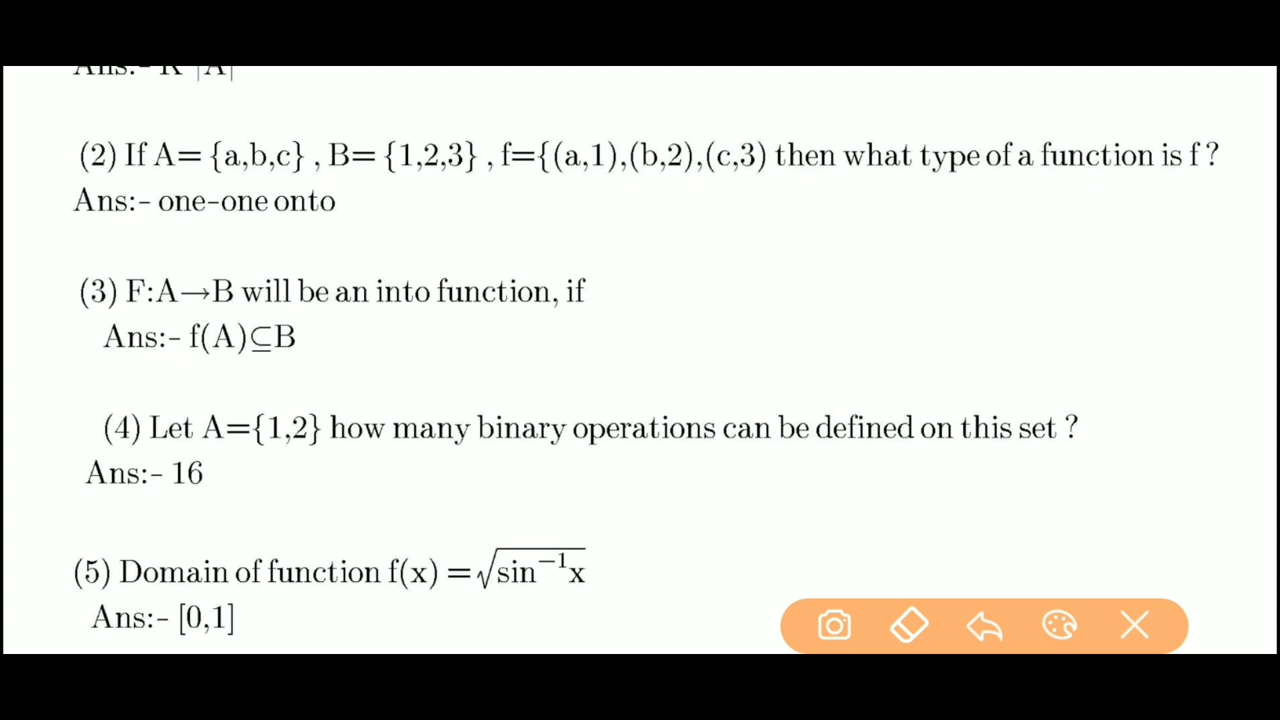 Ans:- K |A|
(2) If A= {a,b,c} , B= {1,2,3} , f={(a,1),(b,2),(c,3) then what type of a function is f ?
Ans:- one-one onto
(3) F:A→B will be an into function, if
Ans:- f(A)⊆B
(4) Let A={1,2} how many binary operations can be defined on this set ?
Ans:- 16
(5) Domain of function f(x) = √sin⁻¹x
Ans:- [0,1]